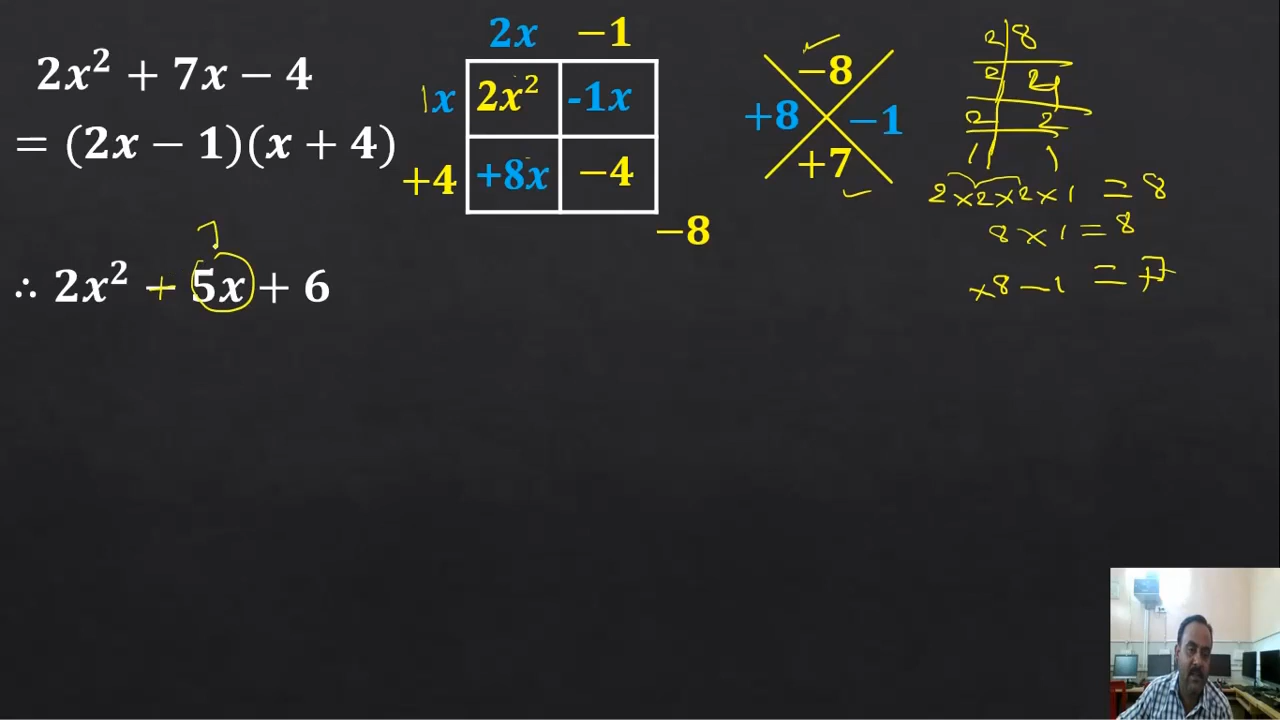 2x² + 7x − 4
= (2x − 1)(x + 4)
7
∴ 2x² + 5x + 6
2x −1
1x 2x² -1x
+4 +8x −4
−8
−8
+8 −1
+7
2 8
2 4
2 2
1 1
2×2×2×1 = 8
8×1 = 8
+8−1 = +7